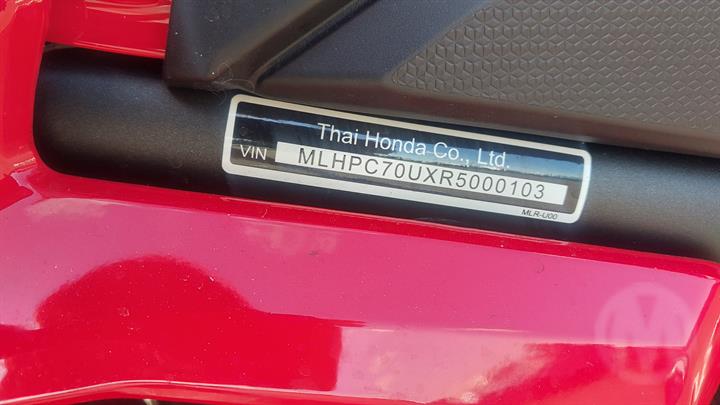 Thai Honda Co., Ltd.
VIN MLHPC70UXR5000103
MLR-U00
M